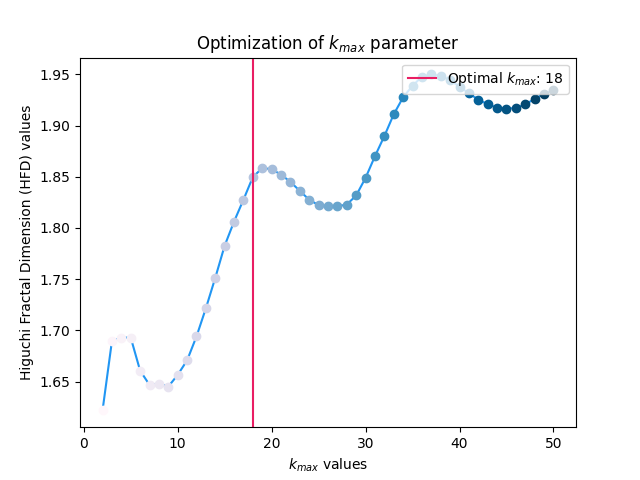 Optimization of k_max parameter
Optimal k_max: 18
Higuchi Fractal Dimension (HFD) values
1.95
1.90
1.85
1.80
1.75
1.70
1.65
0 10 20 30 40 50
k_max values